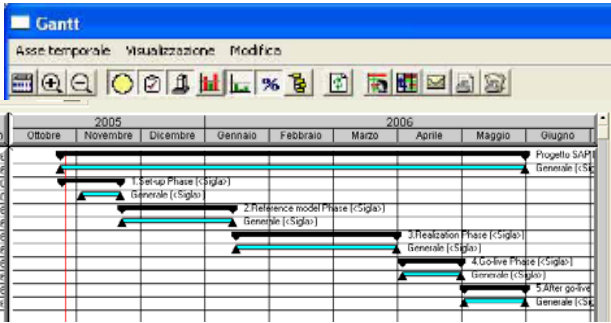 Gantt
Asse temporale Visualizzazione Modifica
%
2005 2006
Ottobre Novembre Dicembre Gennaio Febbraio Marzo Aprile Maggio Giugno
Progetto SAP
Generale (<Sig
1.Set-up Phase (<Sigla>)
Generale (<Sigla>)
2.Reference model Phase (<Sigla>)
Generale (<Sigla>)
3.Realization Phase (<Sigla>)
Generale (<Sigla>)
4.Go-live Phase (<Sigla>)
Generale (<Sigla>)
5.After go-live
Generale (<Si